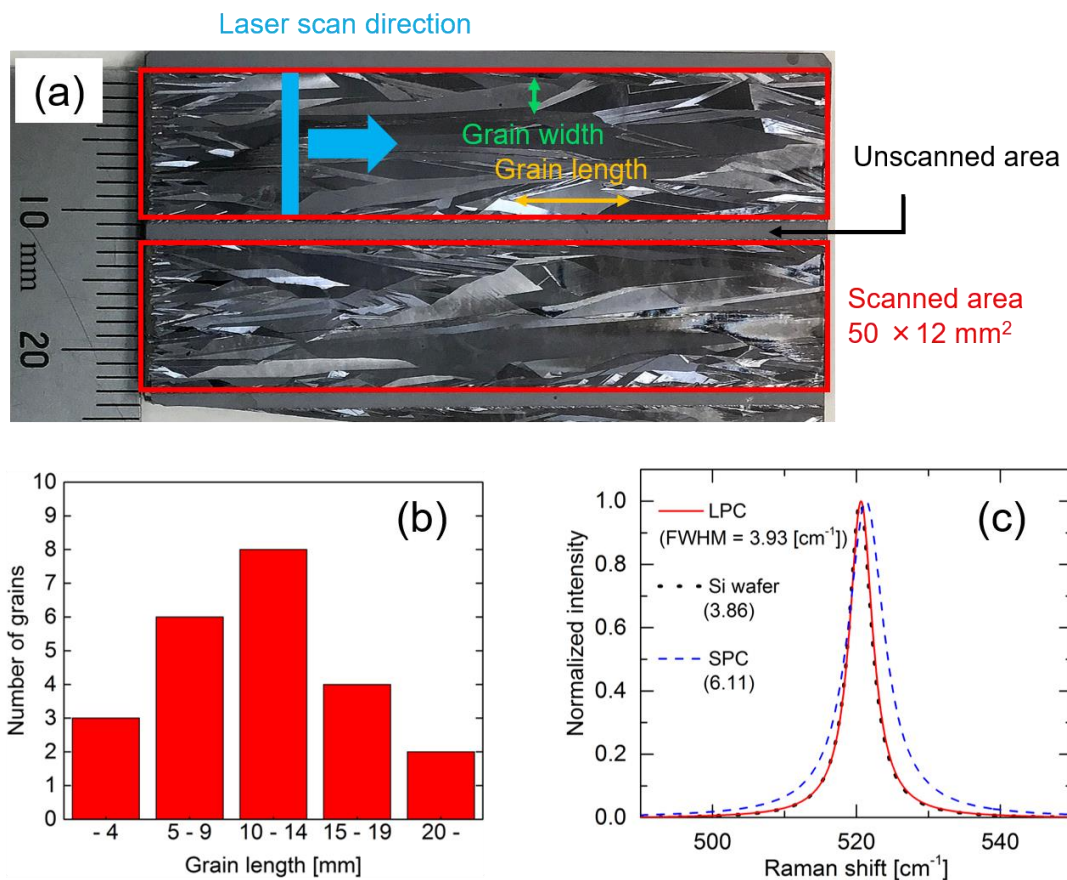 Laser scan direction
(a)
Grain width
Grain length
Unscanned area
Scanned area
50 × 12 mm²
10 mm 20
(b)
Number of grains
10
9
8
7
6
5
4
3
2
1
0
- 4 5 - 9 10 - 14 15 - 19 20 -
Grain length [mm]
(c)
Normalized intensity
1.0
0.8
0.6
0.4
0.2
0.0
LPC
(FWHM = 3.93 [cm⁻¹])
Si wafer
(3.86)
SPC
(6.11)
500 520 540
Raman shift [cm⁻¹]